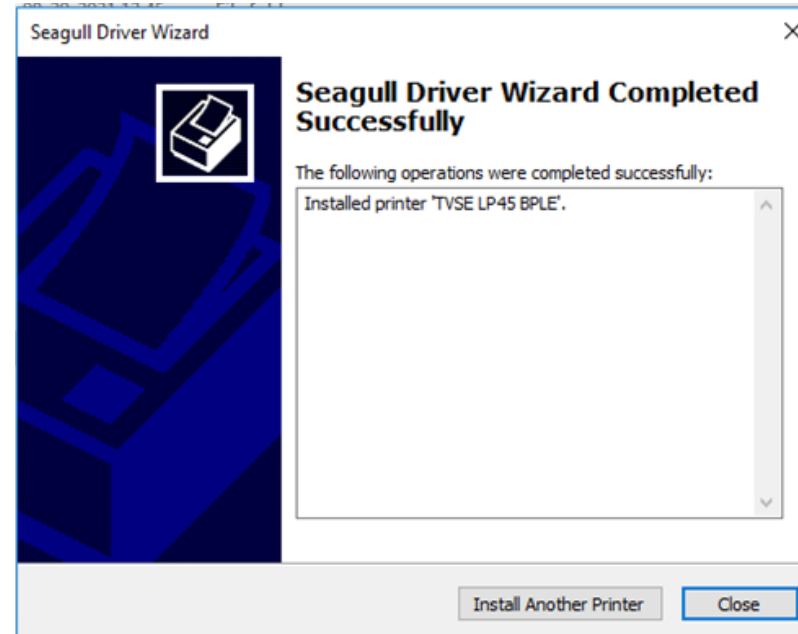 Seagull Driver Wizard
Seagull Driver Wizard Completed
Successfully
The following operations were completed successfully:
Installed printer 'TVSE LP45 BPLE'.
Install Another Printer
Close